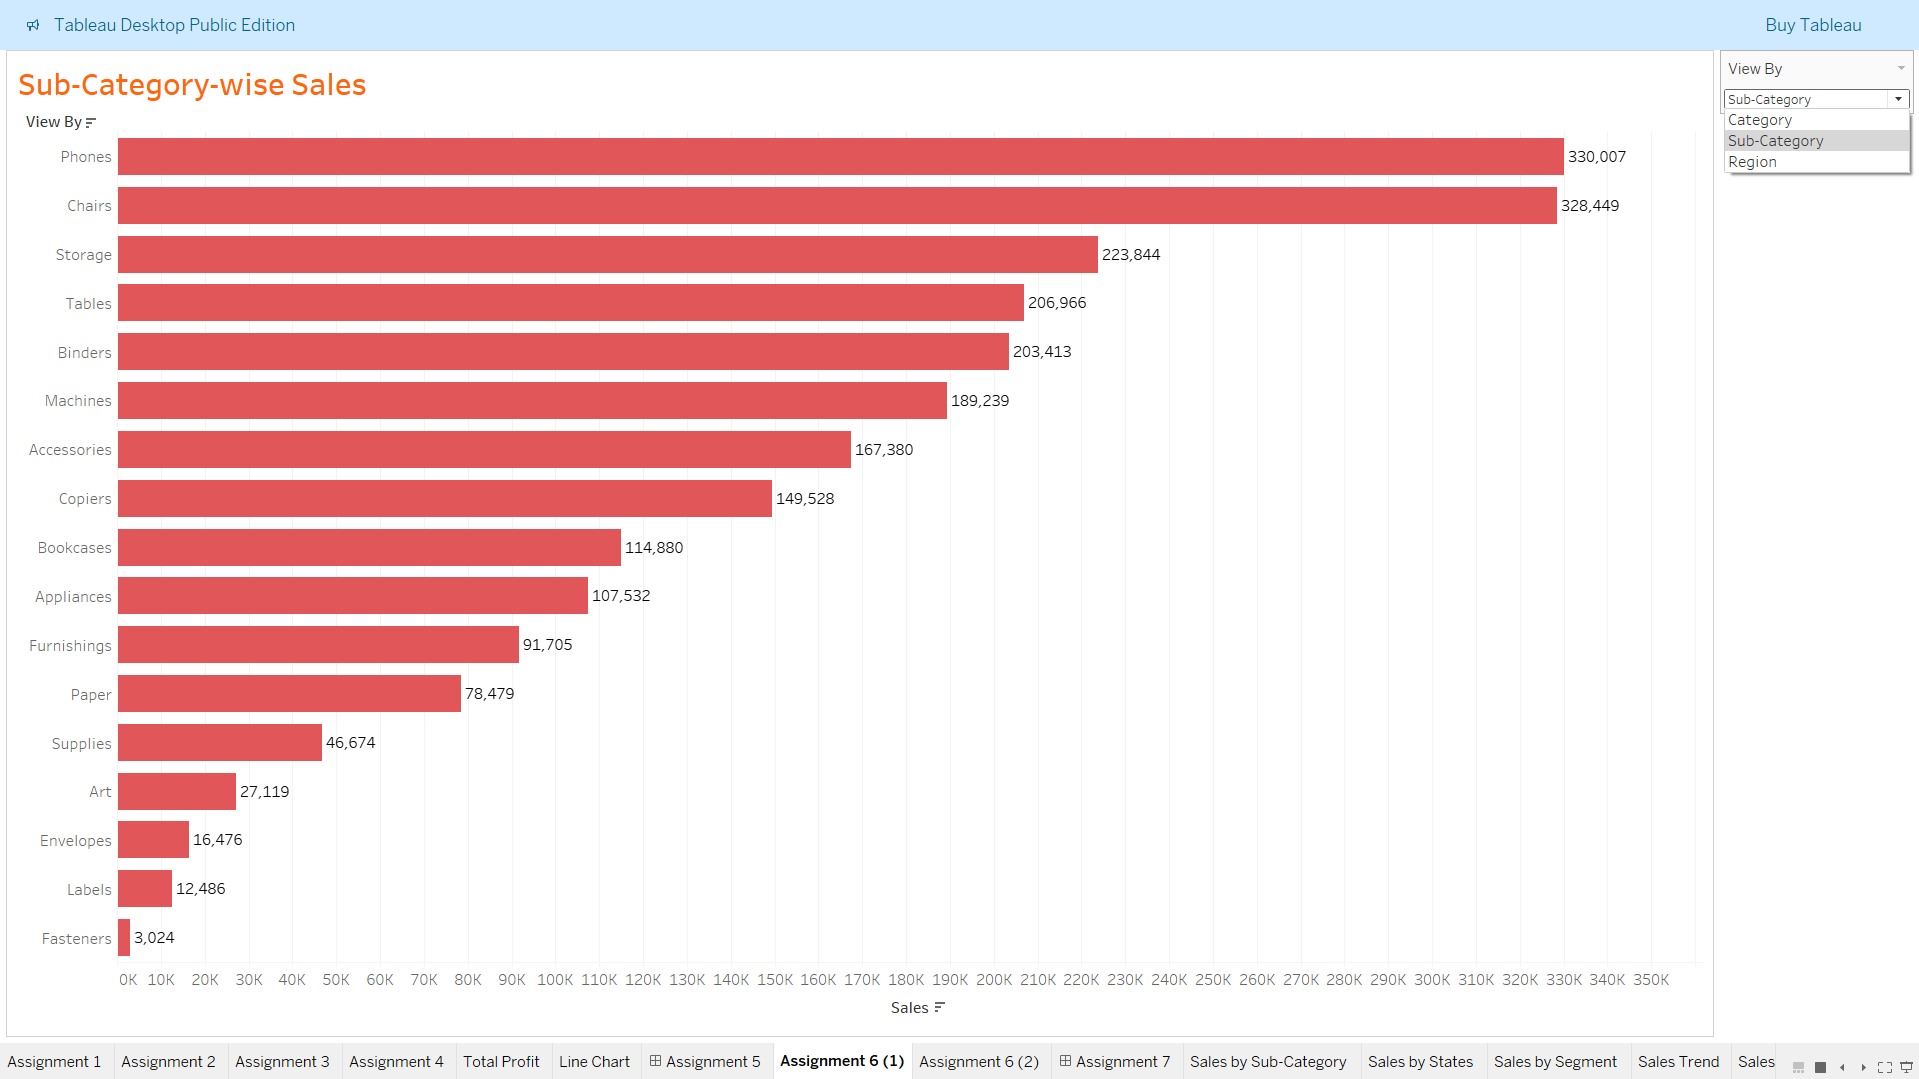 Tableau Desktop Public Edition
Buy Tableau
Sub-Category-wise Sales
View By
Phones 330,007
Chairs 328,449
Storage 223,844
Tables 206,966
Binders 203,413
Machines 189,239
Accessories 167,380
Copiers 149,528
Bookcases 114,880
Appliances 107,532
Furnishings 91,705
Paper 78,479
Supplies 46,674
Art 27,119
Envelopes 16,476
Labels 12,486
Fasteners 3,024
0K 10K 20K 30K 40K 50K 60K 70K 80K 90K 100K 110K 120K 130K 140K 150K 160K 170K 180K 190K 200K 210K 220K 230K 240K 250K 260K 270K 280K 290K 300K 310K 320K 330K 340K 350K
Sales
View By
Sub-Category
Category
Sub-Category
Region
Assignment 1 Assignment 2 Assignment 3 Assignment 4 Total Profit Line Chart Assignment 5 Assignment 6 (1) Assignment 6 (2) Assignment 7 Sales by Sub-Category Sales by States Sales by Segment Sales Trend Sales